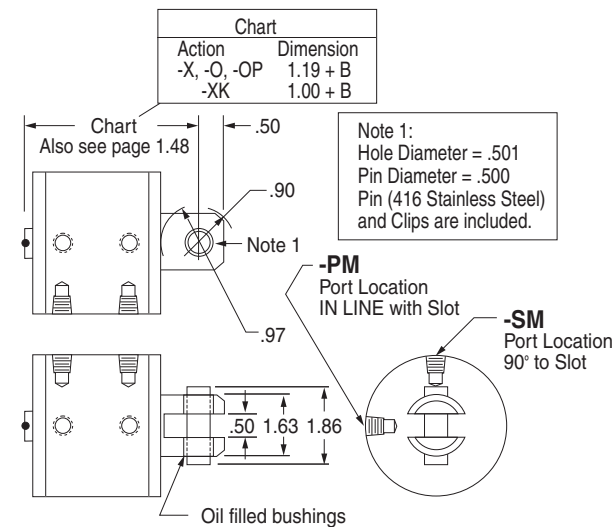 Chart
Action Dimension
-X, -O, -OP 1.19 + B
-XK 1.00 + B
Chart
Also see page 1.48
.50
.90
Note 1
.97
Note 1:
Hole Diameter = .501
Pin Diameter = .500
Pin (416 Stainless Steel)
and Clips are included.
-PM
Port Location
IN LINE with Slot
-SM
Port Location
90° to Slot
.50 1.63 1.86
Oil filled bushings